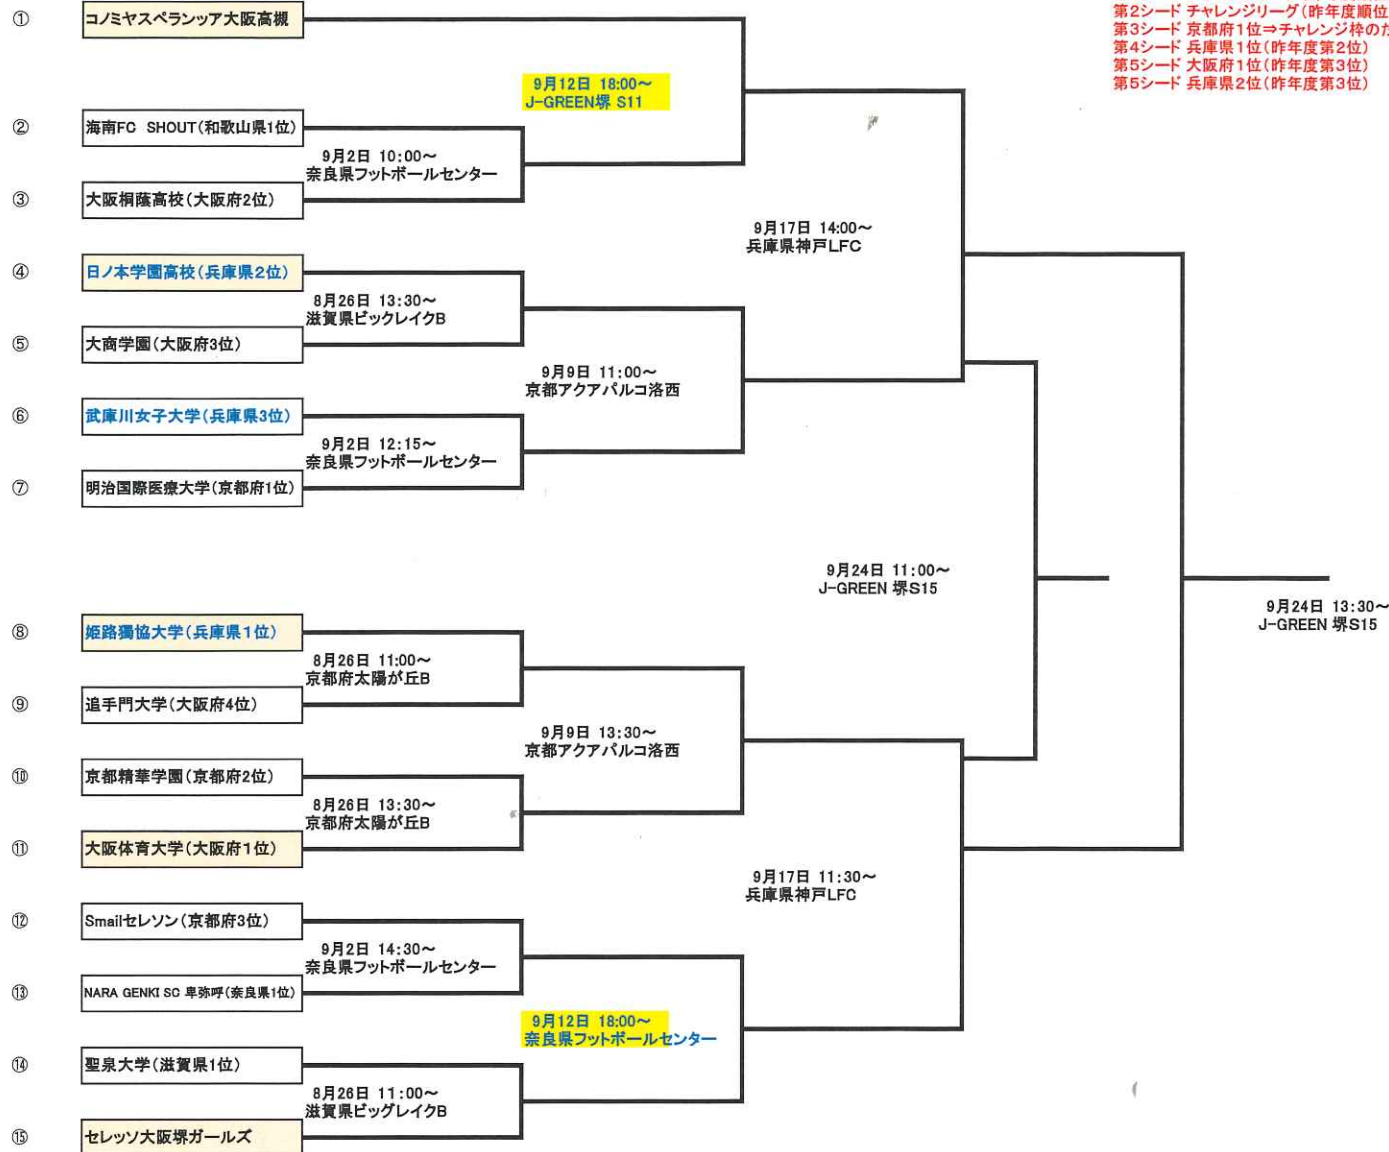 ① コノミヤスペランツァ大阪高槻
第2シード チャレンジリーグ(昨年度順位
第3シード 京都府1位⇒チャレンジ枠の
第4シード 兵庫県1位(昨年度第2位)
第5シード 大阪府1位(昨年度第3位)
第5シード 兵庫県2位(昨年度第3位)
9月12日 18:00～
J-GREEN堺 S11
② 海南FC SHOUT(和歌山県1位)
9月2日 10:00～
奈良県フットボールセンター
③ 大阪桐蔭高校(大阪府2位)
9月17日 14:00～
兵庫県神戸LFC
④ 日ノ本学園高校(兵庫県2位)
8月26日 13:30～
滋賀県ビックレイクB
⑤ 大商学園(大阪府3位)
9月9日 11:00～
京都アクアパルコ洛西
⑥ 武庫川女子大学(兵庫県3位)
9月2日 12:15～
奈良県フットボールセンター
⑦ 明治国際医療大学(京都府1位)
9月24日 11:00～
J-GREEN 堺S15
9月24日 13:30～
J-GREEN 堺S15
⑧ 姫路獨協大学(兵庫県1位)
8月26日 11:00～
京都府太陽が丘B
⑨ 追手門大学(大阪府4位)
9月9日 13:30～
京都アクアパルコ洛西
⑩ 京都精華学園(京都府2位)
8月26日 13:30～
京都府太陽が丘B
⑪ 大阪体育大学(大阪府1位)
9月17日 11:30～
兵庫県神戸LFC
⑫ Smailセレソン(京都府3位)
9月2日 14:30～
奈良県フットボールセンター
⑬ NARA GENKI SC 卑弥呼(奈良県1位)
9月12日 18:00～
奈良県フットボールセンター
⑭ 聖泉大学(滋賀県1位)
8月26日 11:00～
滋賀県ビッグレイクB
⑮ セレッソ大阪堺ガールズ